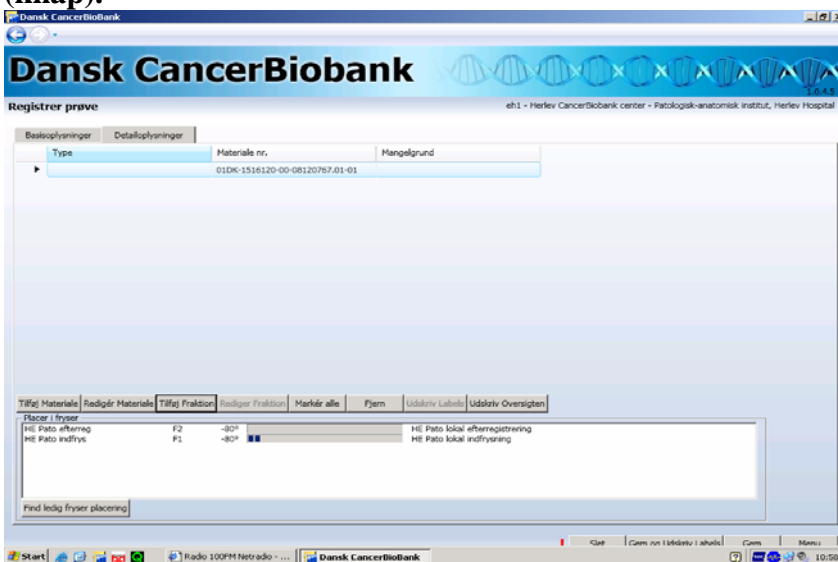 (knap).
Dansk CancerBioBank
Dansk CancerBiobank
1.0.4.5
Registrer prøve
eh1 - Herlev CancerBiobank center - Patologisk-anatomisk institut, Herlev Hospital
Basisoplysninger Detailoplysninger
Type Materiale nr. Mangelgrund
01DK-1516120-00-08120767.01-01
Tilføj Materiale Redigér Materiale Tilføj Fraktion Rediger Fraktion Markér alle Fjern Udskriv Labels Udskriv Oversigten
Placer i fryser
HE Pato efterreg F2 -80° HE Pato lokal efterregistrering
HE Pato indfrys F1 -80° HE Pato lokal indfrysning
Find ledig fryser placering
Slet Gem og Udskriv Labels Gem Menu
Start Radio 100FM Netradio - ... Dansk CancerBioBank 10:50